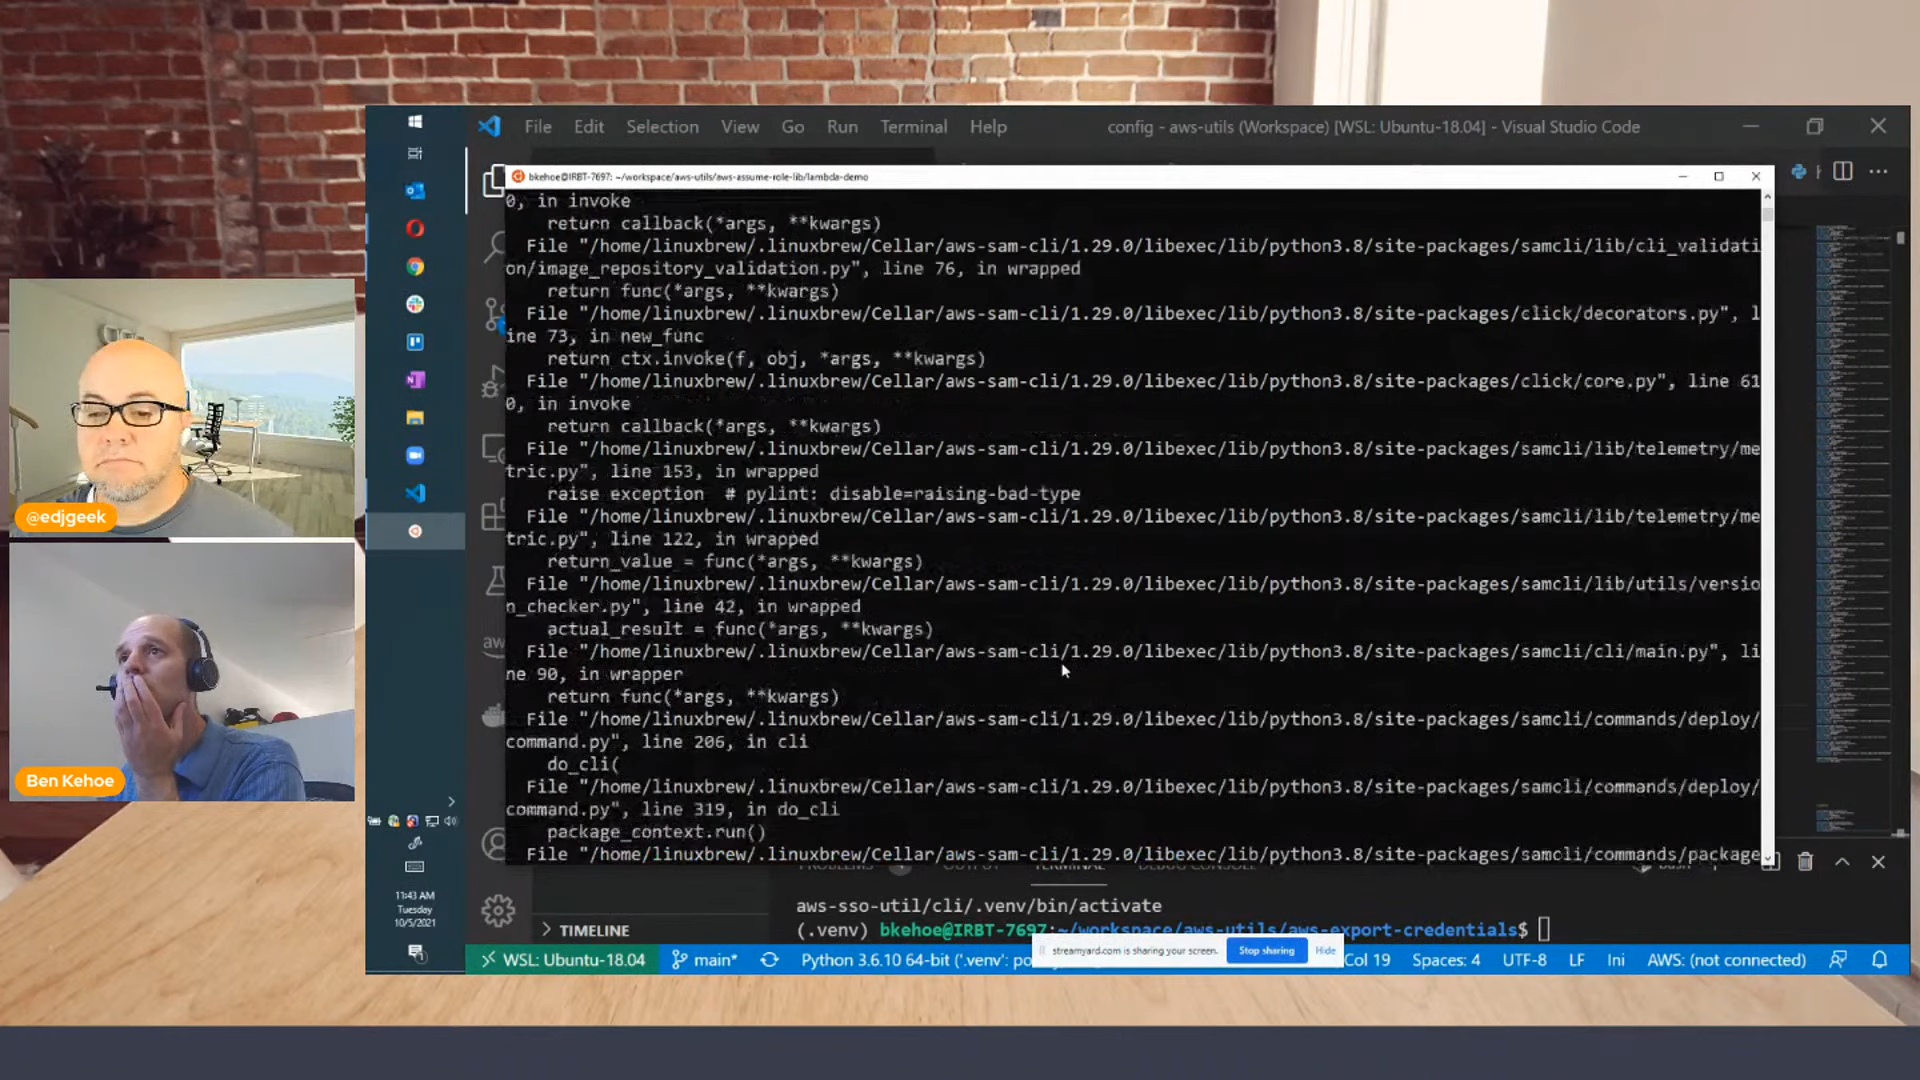 File Edit Selection View Go Run Terminal Help config - aws-utils (Workspace) [WSL: Ubuntu-18.04] - Visual Studio Code
bkehoe@IRBT-7697: ~/workspace/aws-utils/aws-assume-role-lib/lambda-demo
0, in invoke
return callback(*args, **kwargs)
File "/home/linuxbrew/.linuxbrew/Cellar/aws-sam-cli/1.29.0/libexec/lib/python3.8/site-packages/samcli/lib/cli_validati
on/image_repository_validation.py", line 76, in wrapped
return func(*args, **kwargs)
File "/home/linuxbrew/.linuxbrew/Cellar/aws-sam-cli/1.29.0/libexec/lib/python3.8/site-packages/click/decorators.py", l
ine 73, in new_func
return ctx.invoke(f, obj, *args, **kwargs)
File "/home/linuxbrew/.linuxbrew/Cellar/aws-sam-cli/1.29.0/libexec/lib/python3.8/site-packages/click/core.py", line 61
0, in invoke
return callback(*args, **kwargs)
File "/home/linuxbrew/.linuxbrew/Cellar/aws-sam-cli/1.29.0/libexec/lib/python3.8/site-packages/samcli/lib/telemetry/me
tric.py", line 153, in wrapped
raise exception # pylint: disable=raising-bad-type
File "/home/linuxbrew/.linuxbrew/Cellar/aws-sam-cli/1.29.0/libexec/lib/python3.8/site-packages/samcli/lib/telemetry/me
tric.py", line 122, in wrapped
return_value = func(*args, **kwargs)
File "/home/linuxbrew/.linuxbrew/Cellar/aws-sam-cli/1.29.0/libexec/lib/python3.8/site-packages/samcli/lib/utils/versio
n_checker.py", line 42, in wrapped
actual_result = func(*args, **kwargs)
File "/home/linuxbrew/.linuxbrew/Cellar/aws-sam-cli/1.29.0/libexec/lib/python3.8/site-packages/samcli/cli/main.py", li
ne 90, in wrapper
return func(*args, **kwargs)
File "/home/linuxbrew/.linuxbrew/Cellar/aws-sam-cli/1.29.0/libexec/lib/python3.8/site-packages/samcli/commands/deploy/
command.py", line 206, in cli
do_cli(
File "/home/linuxbrew/.linuxbrew/Cellar/aws-sam-cli/1.29.0/libexec/lib/python3.8/site-packages/samcli/commands/deploy/
command.py", line 319, in do_cli
package_context.run()
File "/home/linuxbrew/.linuxbrew/Cellar/aws-sam-cli/1.29.0/libexec/lib/python3.8/site-packages/samcli/commands/package
aws
TERMINAL
aws-sso-util/cli/.venv/bin/activate
TIMELINE
(.venv) bkehoe@IRBT-7697:~/workspace/aws-utils/aws-export-credentials$
streamyard.com is sharing your screen. Stop sharing Hide
WSL: Ubuntu-18.04 main* Python 3.6.10 64-bit ('.venv': po Col 19 Spaces: 4 UTF-8 LF Ini AWS: (not connected)
11:43 AM
Tuesday
10/5/2021
@edjgeek
Ben Kehoe